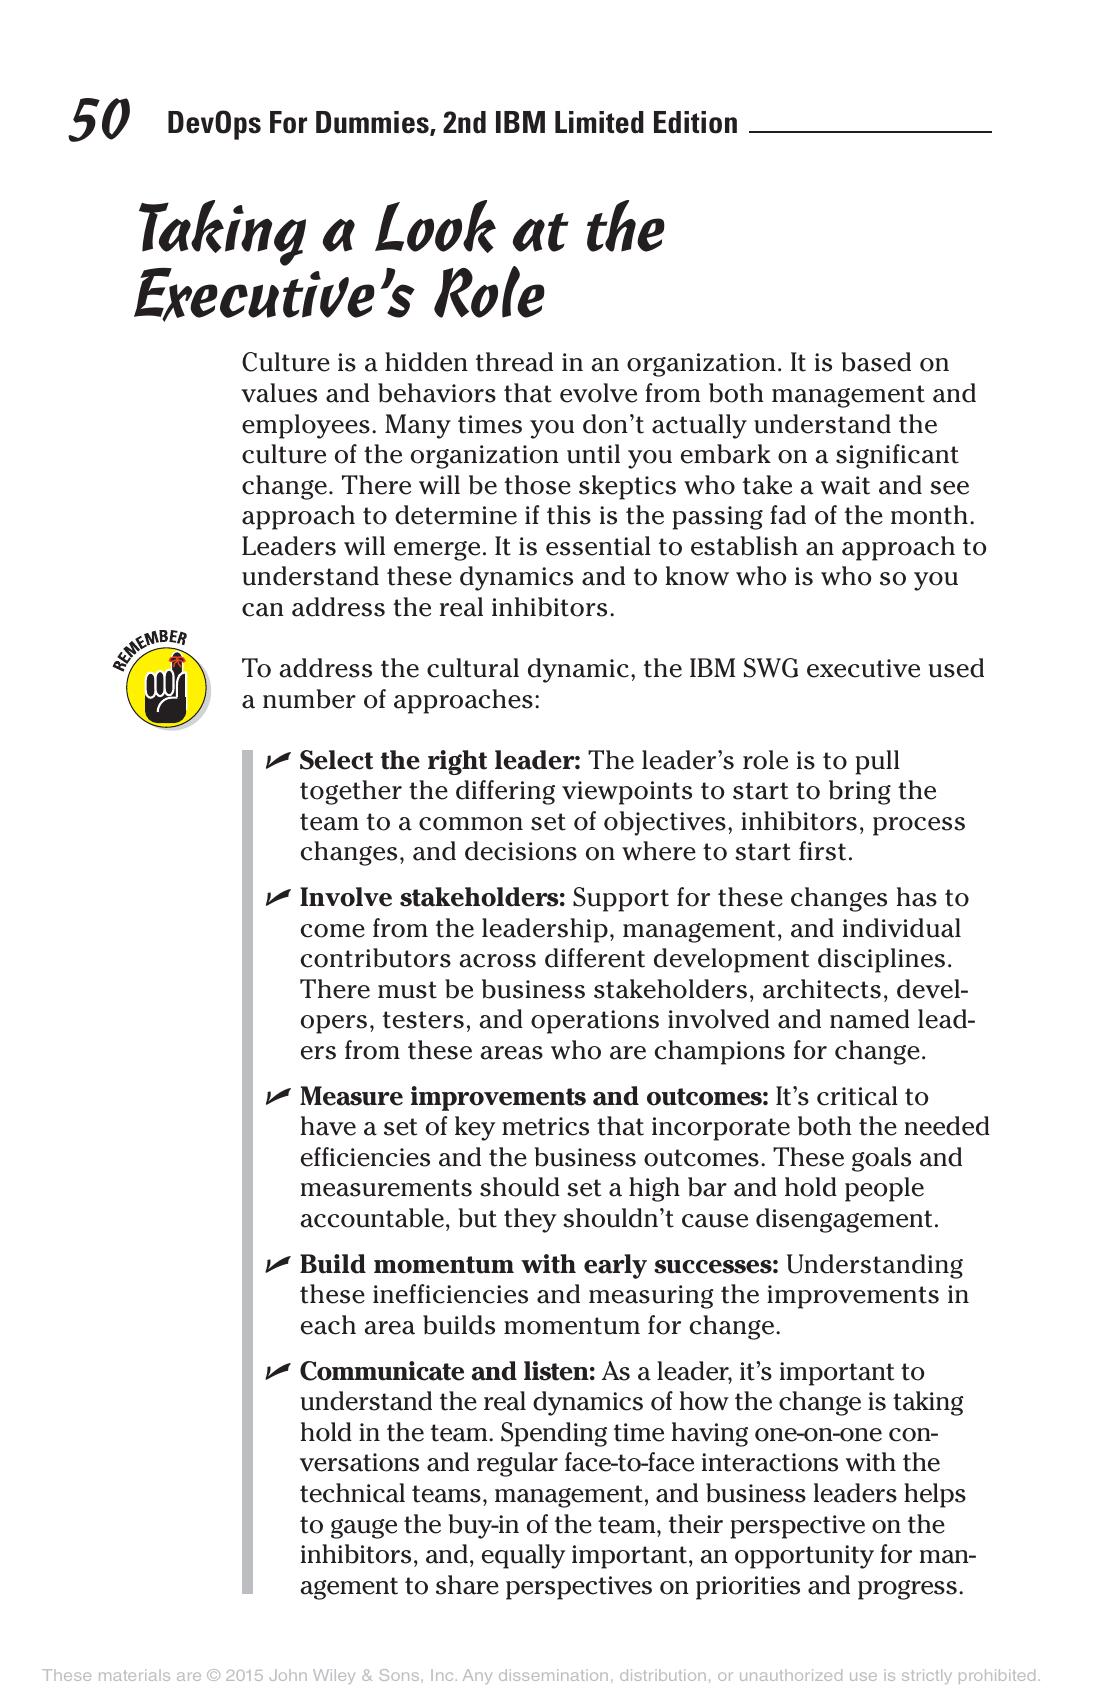 50 DevOps For Dummies, 2nd IBM Limited Edition
Taking a Look at the
Executive's Role
Culture is a hidden thread in an organization. It is based on
values and behaviors that evolve from both management and
employees. Many times you don't actually understand the
culture of the organization until you embark on a significant
change. There will be those skeptics who take a wait and see
approach to determine if this is the passing fad of the month.
Leaders will emerge. It is essential to establish an approach to
understand these dynamics and to know who is who so you
can address the real inhibitors.
REMEMBER
To address the cultural dynamic, the IBM SWG executive used
a number of approaches:
✓ Select the right leader: The leader's role is to pull
together the differing viewpoints to start to bring the
team to a common set of objectives, inhibitors, process
changes, and decisions on where to start first.
✓ Involve stakeholders: Support for these changes has to
come from the leadership, management, and individual
contributors across different development disciplines.
There must be business stakeholders, architects, devel-
opers, testers, and operations involved and named lead-
ers from these areas who are champions for change.
✓ Measure improvements and outcomes: It's critical to
have a set of key metrics that incorporate both the needed
efficiencies and the business outcomes. These goals and
measurements should set a high bar and hold people
accountable, but they shouldn't cause disengagement.
✓ Build momentum with early successes: Understanding
these inefficiencies and measuring the improvements in
each area builds momentum for change.
✓ Communicate and listen: As a leader, it's important to
understand the real dynamics of how the change is taking
hold in the team. Spending time having one-on-one con-
versations and regular face-to-face interactions with the
technical teams, management, and business leaders helps
to gauge the buy-in of the team, their perspective on the
inhibitors, and, equally important, an opportunity for man-
agement to share perspectives on priorities and progress.
These materials are © 2015 John Wiley & Sons, Inc. Any dissemination, distribution, or unauthorized use is strictly prohibited.